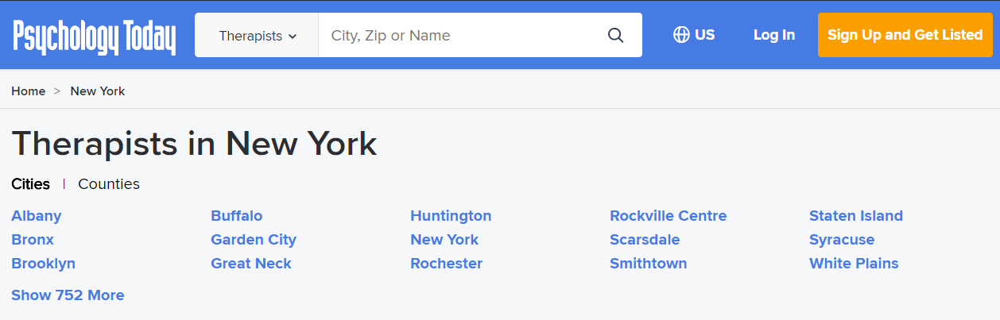 Psychology Today Therapists City, Zip or Name US Log In Sign Up and Get Listed
Home > New York
Therapists in New York
Cities | Counties
Albany Buffalo Huntington Rockville Centre Staten Island
Bronx Garden City New York Scarsdale Syracuse
Brooklyn Great Neck Rochester Smithtown White Plains
Show 752 More